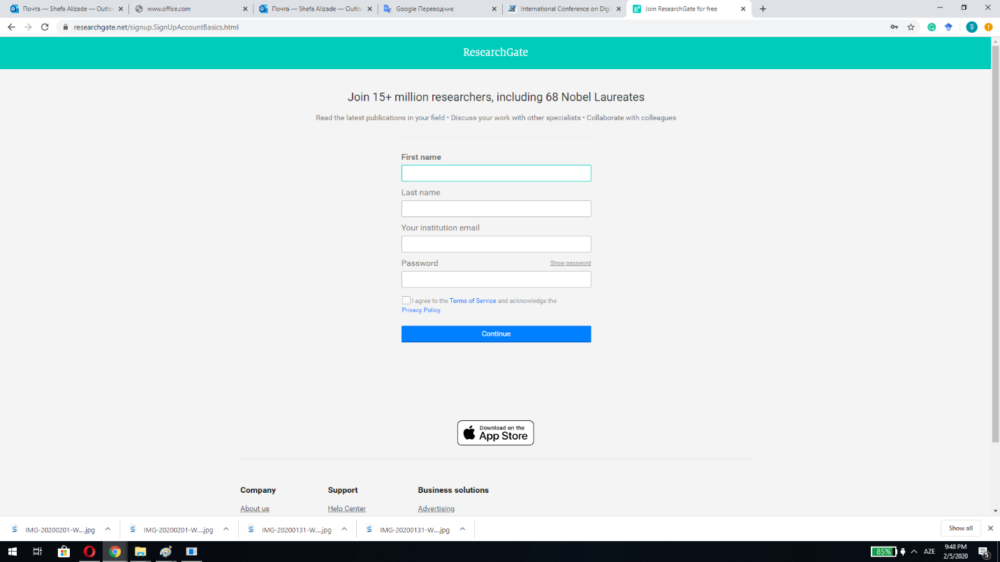 Почта — Shefa Alizade — Outlo
www.office.com
Почта — Shefa Alizade — Outlo
Google Переводчик
International Conference on Digi
Join ResearchGate for free
researchgate.net/signup.SignUpAccountBasics.html
S
ResearchGate
Join 15+ million researchers, including 68 Nobel Laureates
Read the latest publications in your field • Discuss your work with other specialists • Collaborate with colleagues
First name
Last name
Your institution email
Password
Show password
I agree to the Terms of Service and acknowledge the
Privacy Policy.
Continue
Download on the
App Store
Company
Support
Business solutions
About us
Help Center
Advertising
IMG-20200201-W....jpg
IMG-20200201-W....jpg
IMG-20200131-W....jpg
IMG-20200131-W....jpg
Show all
85%
AZE
9:48 PM
2/5/2020
5